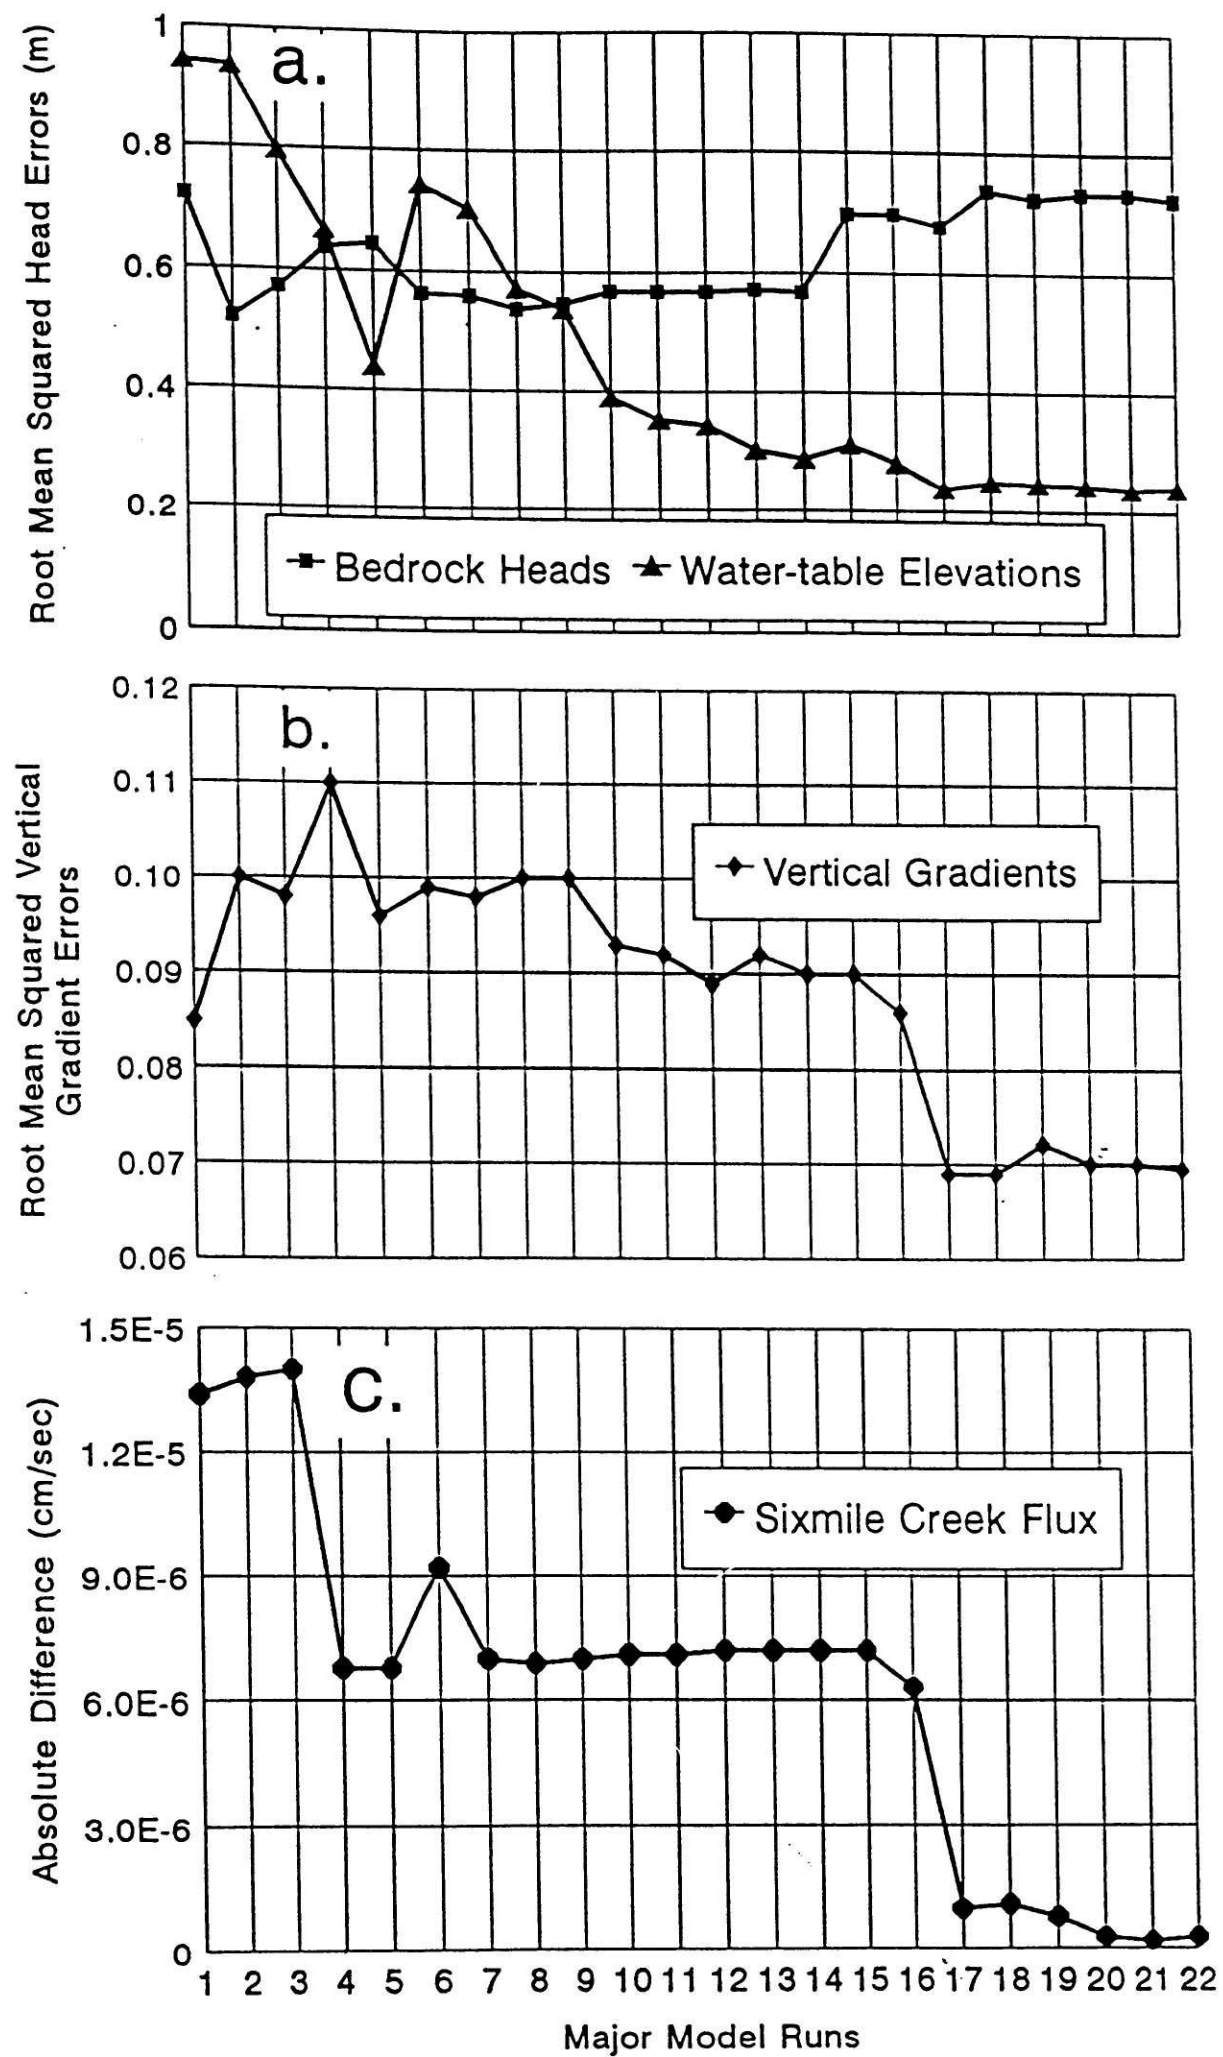 Root Mean Squared Head Errors (m)
1
0.8
0.6
0.4
0.2
0
a.
Bedrock Heads
Water-table Elevations
Root Mean Squared Vertical
Gradient Errors
0.12
0.11
0.10
0.09
0.08
0.07
0.06
b.
Vertical Gradients
Absolute Difference (cm/sec)
1.5E-5
1.2E-5
9.0E-6
6.0E-6
3.0E-6
0
C.
Sixmile Creek Flux
1 2 3 4 5 6 7 8 9 10 11 12 13 14 15 16 17 18 19 20 21 22
Major Model Runs